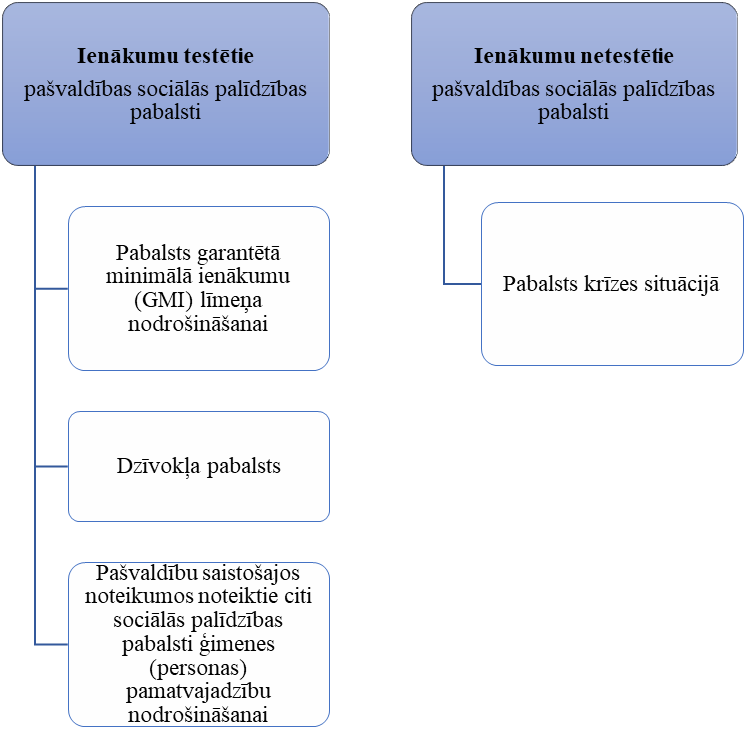 Ienākumu testētie
pašvaldības sociālās palīdzības
pabalsti
Pabalsts garantētā
minimālā ienākumu
(GMI) līmeņa
nodrošināšanai
Dzīvokļa pabalsts
Pašvaldību saistošajos
noteikumos noteiktie citi
sociālās palīdzības
pabalsti ģimenes
(personas)
pamatvajadzību
nodrošināšanai
Ienākumu netestētie
pašvaldības sociālās palīdzības
pabalsti
Pabalsts krīzes situācijā